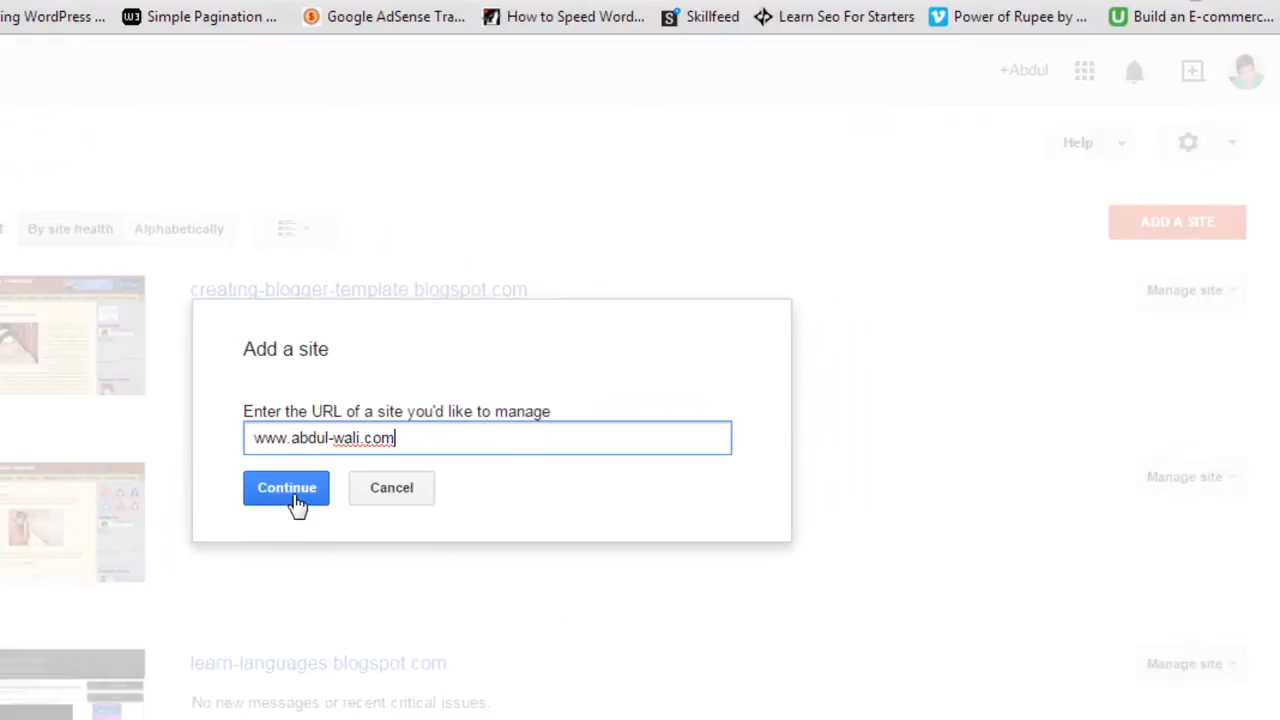 ing WordPress ... Simple Pagination ... Google AdSense Tra... How to Speed Word... Skillfeed Learn Seo For Starters Power of Rupee by ... Build an E-commerc...
+Abdul
Help
ADD A SITE
t By site health Alphabetically
creating-blogger-template.blogspot.com
Manage site
Add a site
Enter the URL of a site you'd like to manage
www.abdul-wali.com
Continue Cancel
Manage site
learn-languages.blogspot.com
Manage site
No new messages or recent critical issues.